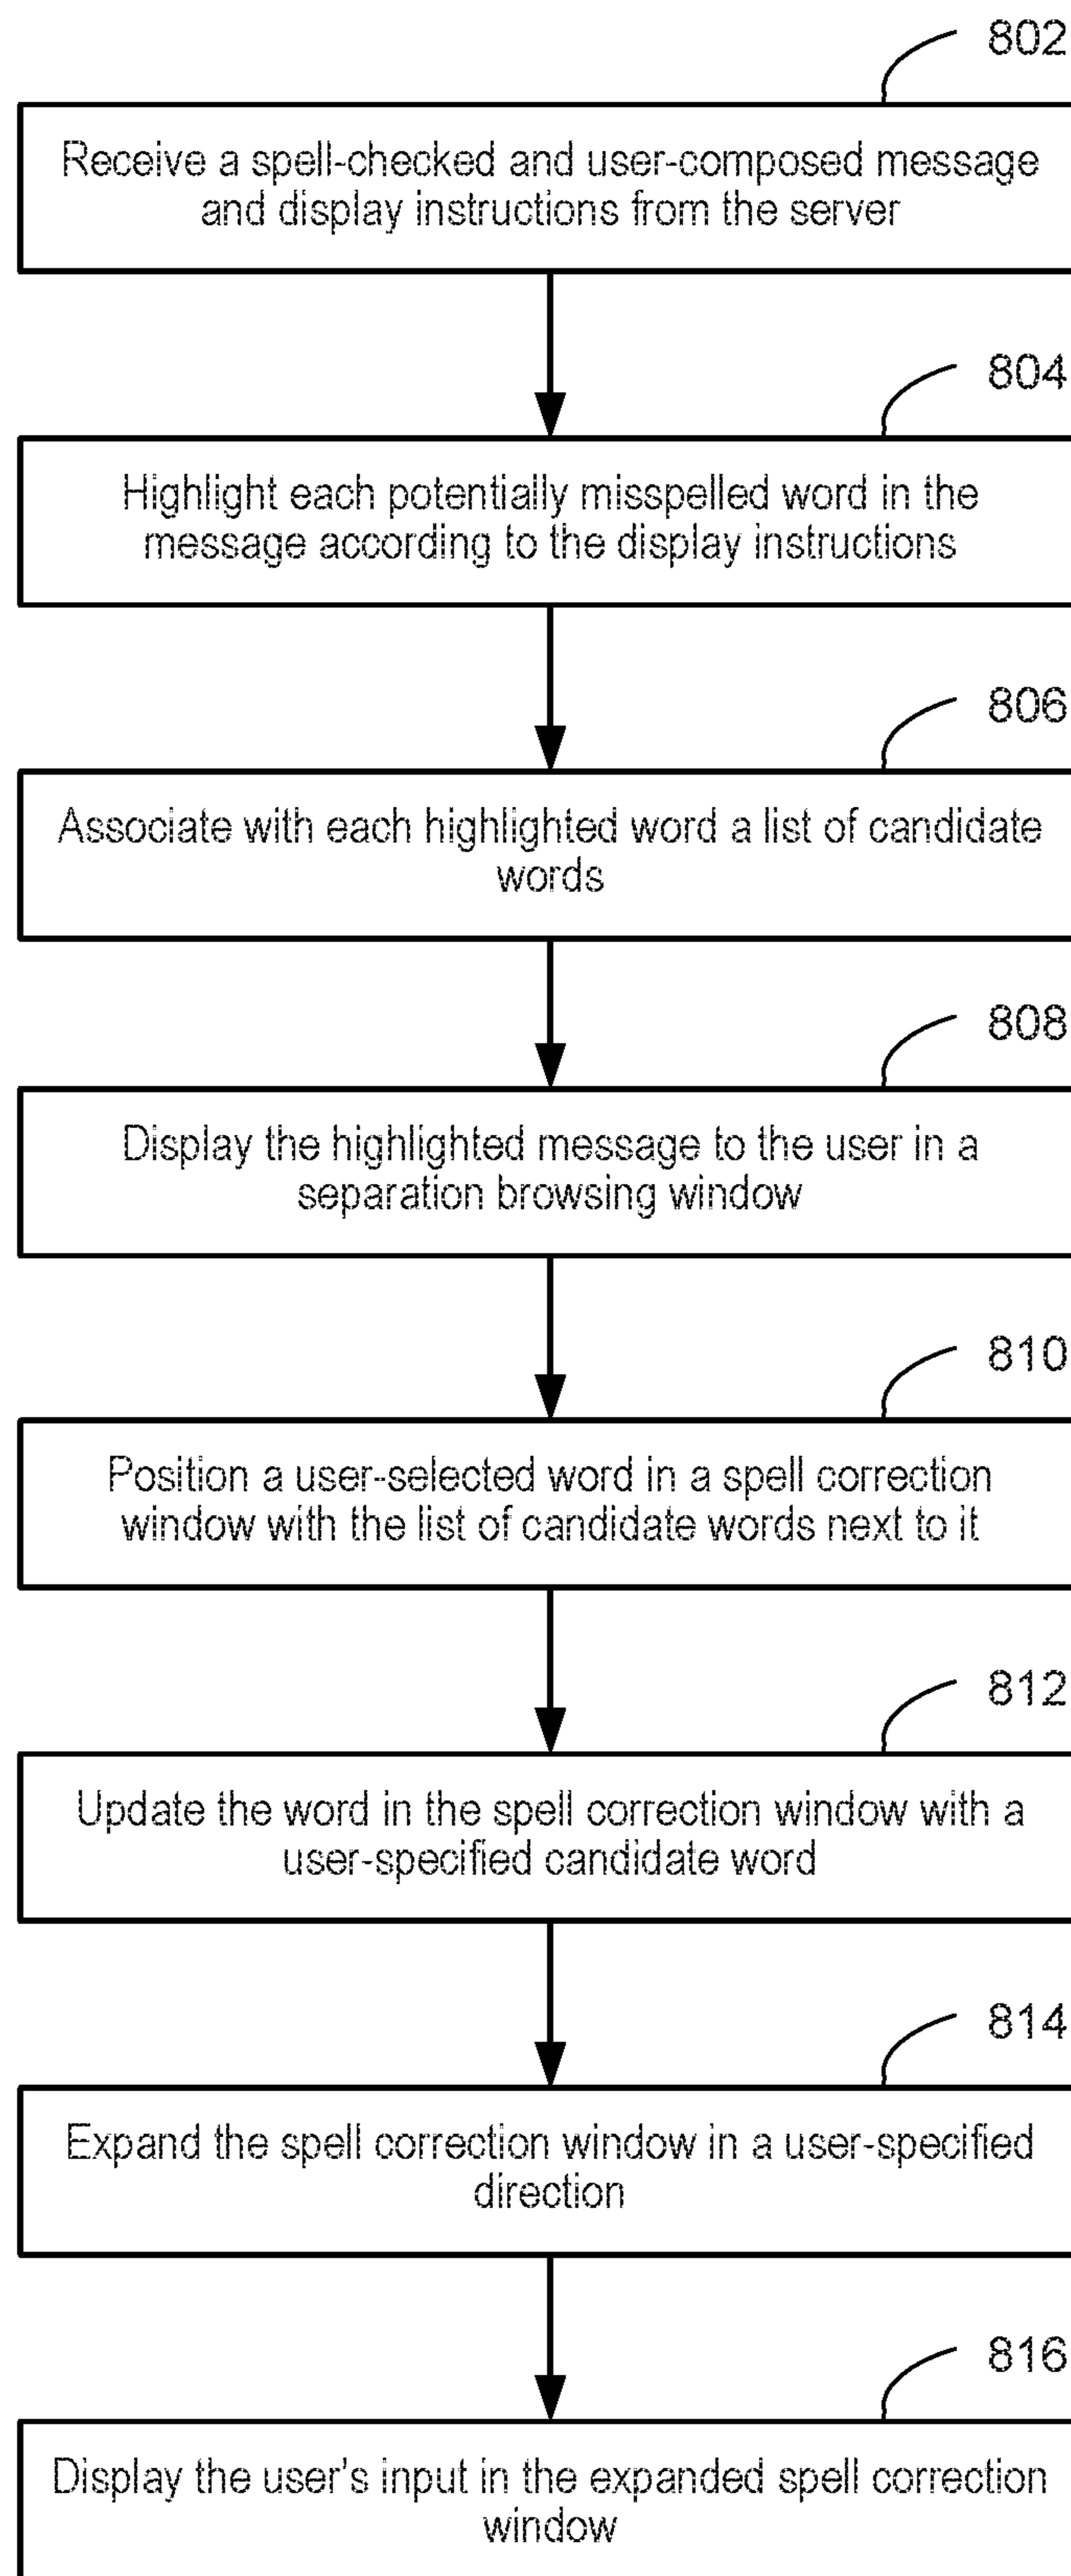 802
Receive a spell-checked and user-composed message
and display instructions from the server
804
Highlight each potentially misspelled word in the
message according to the display instructions
806
Associate with each highlighted word a list of candidate
words
808
Display the highlighted message to the user in a
separation browsing window
810
Position a user-selected word in a spell correction
window with the list of candidate words next to it
812
Update the word in the spell correction window with a
user-specified candidate word
814
Expand the spell correction window in a user-specified
direction
816
Display the user's input in the expanded spell correction
window